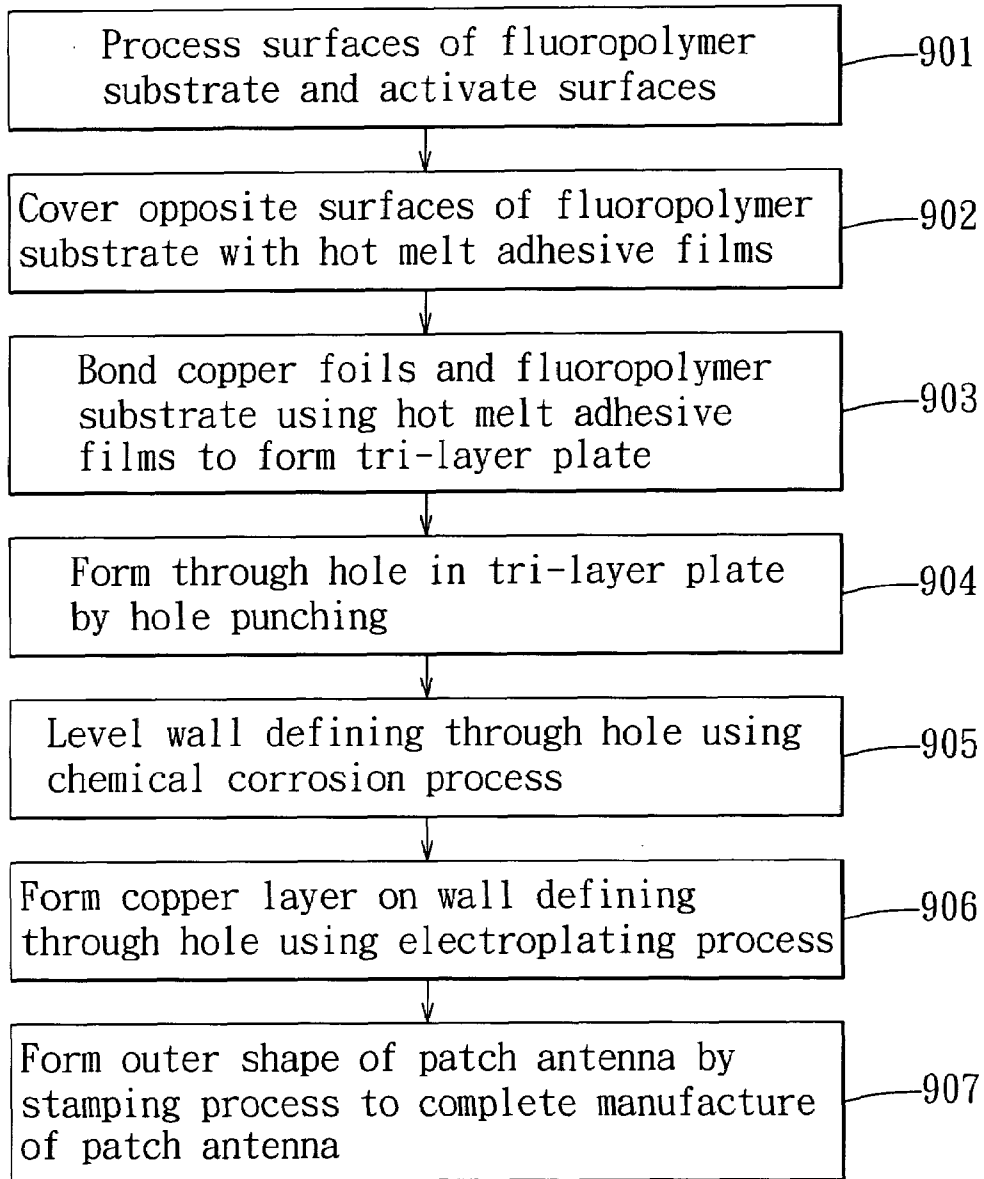 Process surfaces of fluoropolymer
substrate and activate surfaces
901
Cover opposite surfaces of fluoropolymer
substrate with hot melt adhesive films
902
Bond copper foils and fluoropolymer
substrate using hot melt adhesive
films to form tri-layer plate
903
Form through hole in tri-layer plate
by hole punching
904
Level wall defining through hole using
chemical corrosion process
905
Form copper layer on wall defining
through hole using electroplating process
906
Form outer shape of patch antenna by
stamping process to complete manufacture
of patch antenna
907